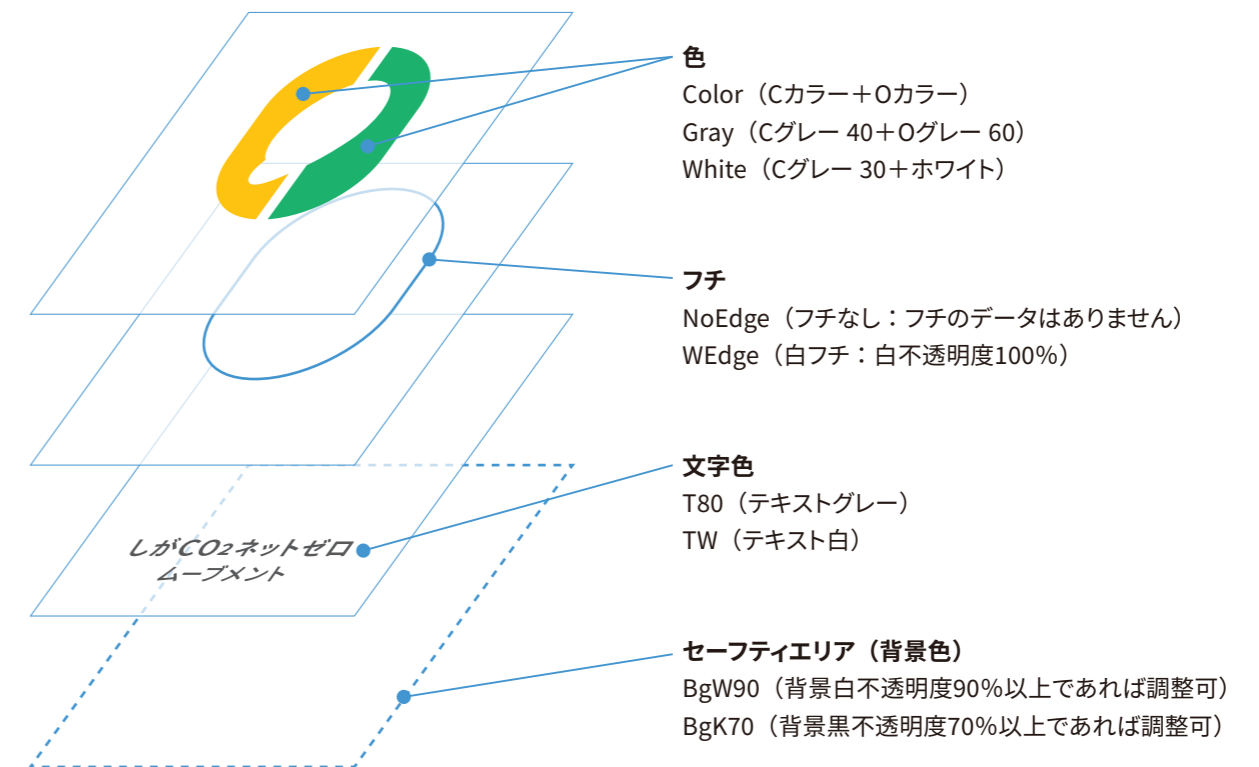 色
Color（Cカラー＋Oカラー）
Gray（Cグレー 40＋Oグレー 60）
White（Cグレー 30＋ホワイト）
フチ
NoEdge（フチなし：フチのデータはありません）
WEdge（白フチ：白不透明度100%）
文字色
T80（テキストグレー）
TW（テキスト白）
しがCO2ネットゼロ
ムーブメント
セーフティエリア（背景色）
BgW90（背景白不透明度90%以上であれば調整可）
BgK70（背景黒不透明度70%以上であれば調整可）